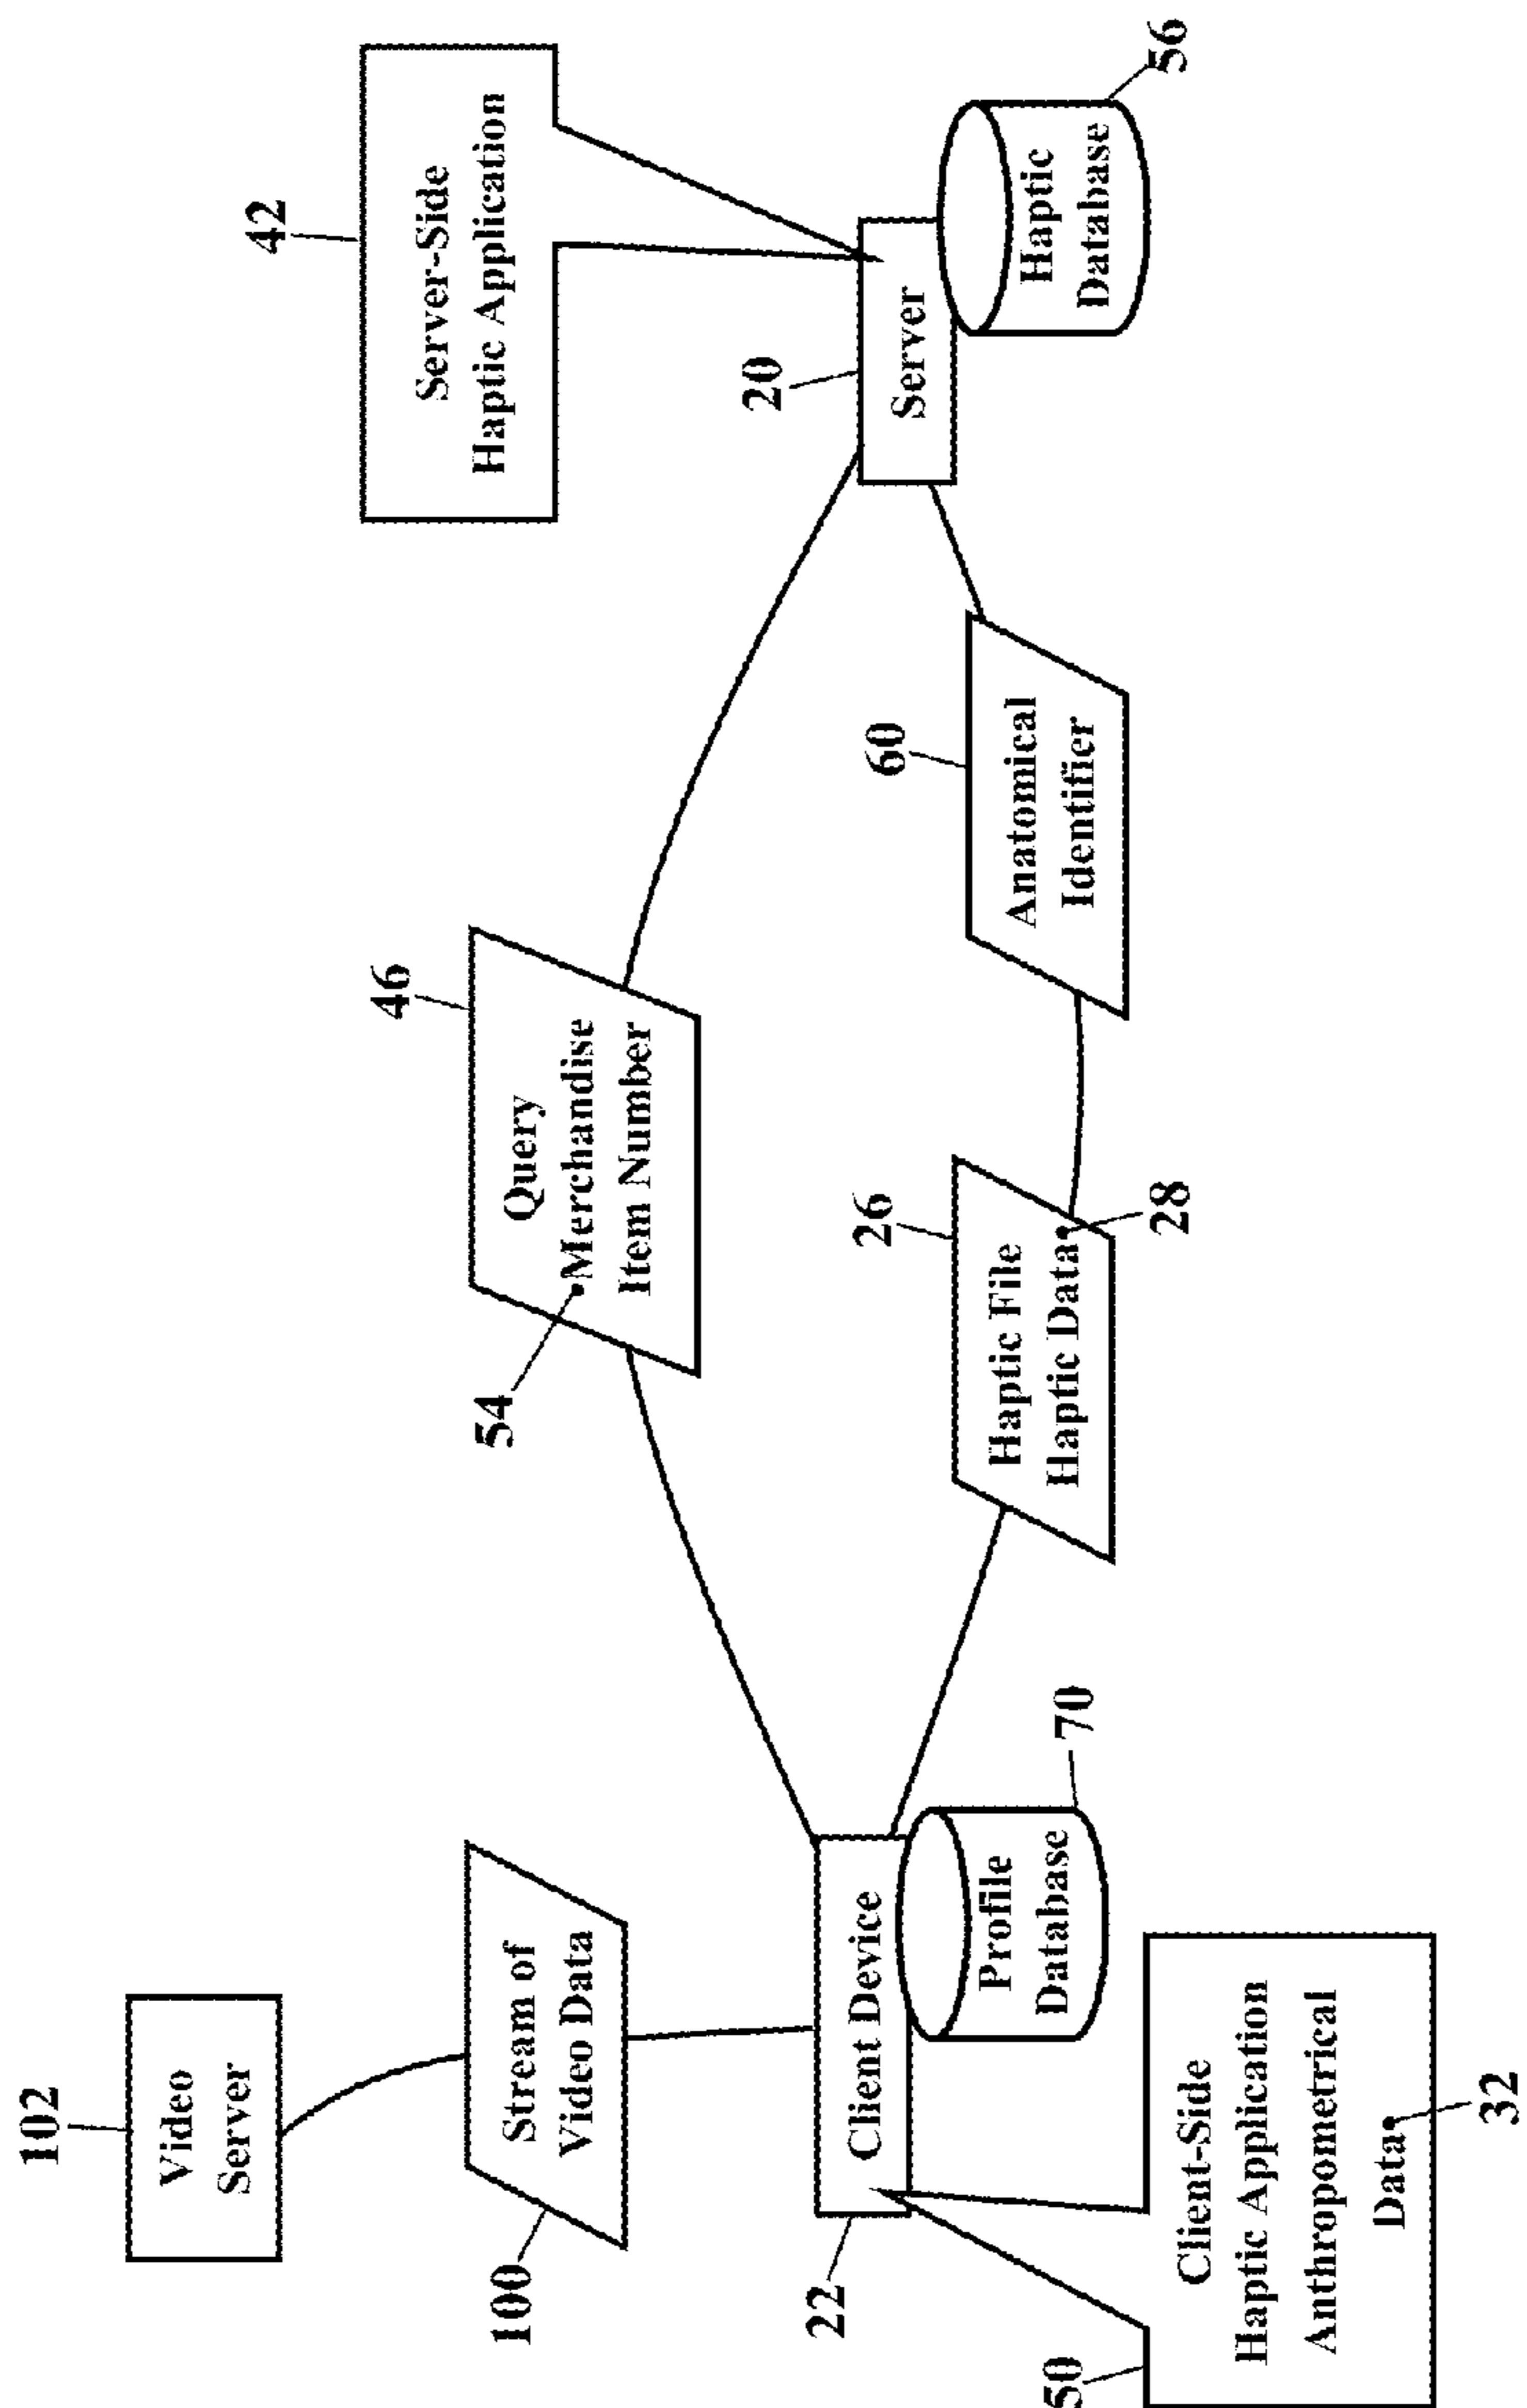 102
Video
Server
100
Stream of
Video Data
22
Client Device
Profile
Database
70
50
Client-Side
Haptic Application
Anthropometrical
Data
32
46
Query
54
Merchandise
Item Number
26
Haptic File
Haptic Data
28
60
Anatomical
Identifier
42
Server-Side
Haptic Application
20
Server
Haptic
Database
56